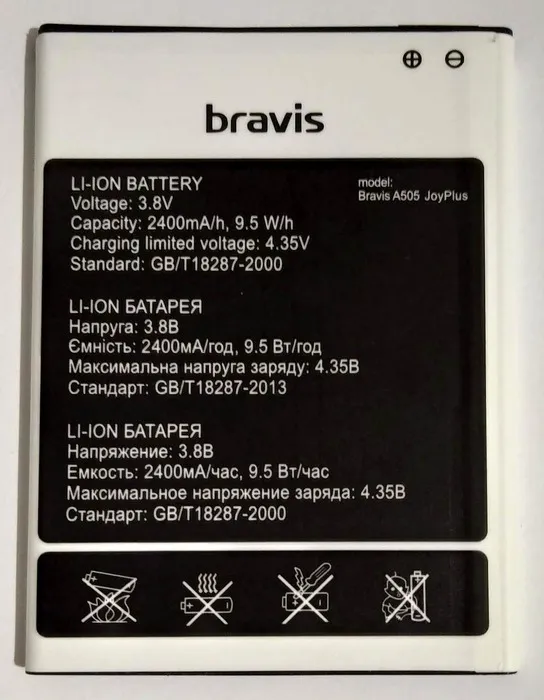 bravis
LI-ION BATTERY
Voltage: 3.8V
Capacity: 2400mA/h, 9.5 W/h
Charging limited voltage: 4.35V
Standard: GB/T18287-2000
model:
Bravis A505 JoyPlus
LI-ION БАТАРЕЯ
Напруга: 3.8В
Ємність: 2400мА/год, 9.5 Вт/год
Максимальна напруга заряду: 4.35В
Стандарт: GB/T18287-2013
LI-ION БАТАРЕЯ
Напряжение: 3.8В
Емкость: 2400мА/час, 9.5 Вт/час
Максимальное напряжение заряда: 4.35В
Стандарт: GB/T18287-2000